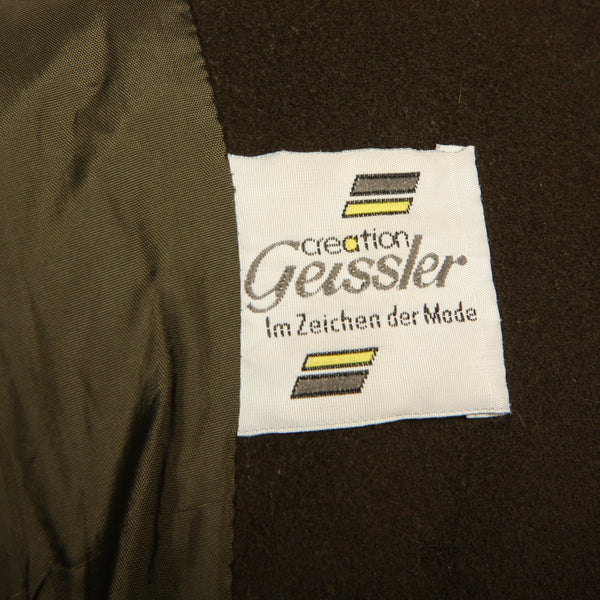 creation
Geissler
Im Zeichen der Mode